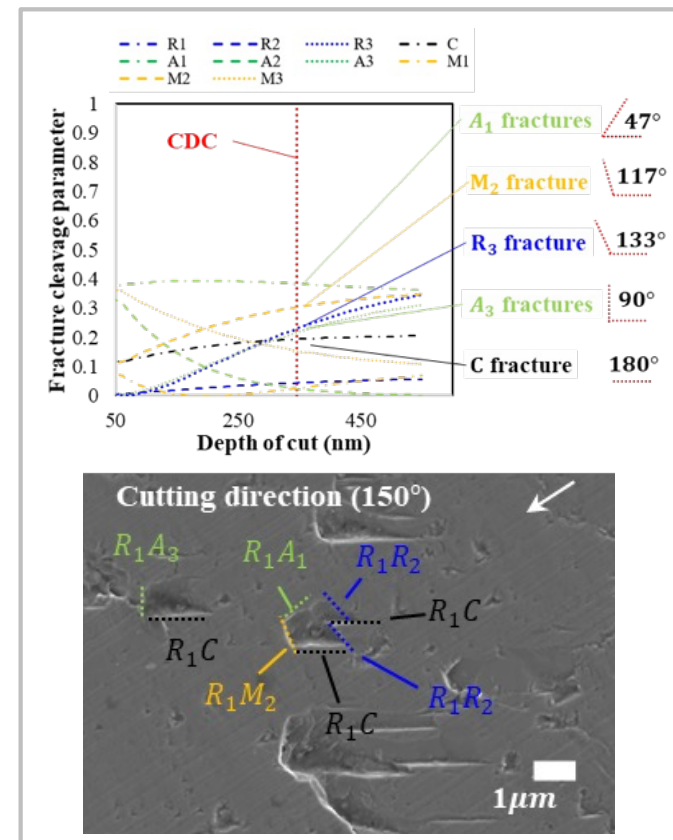 R1 R2 R3 C
A1 A2 A3 M1
M2 M3
Fracture cleavage parameter
1
0.9
0.8
0.7
0.6
0.5
0.4
0.3
0.2
0.1
0
50 250 450
Depth of cut (nm)
CDC
A₁ fractures 47°
M₂ fracture 117°
R₃ fracture 133°
A₃ fractures 90°
C fracture 180°
Cutting direction (150°)
R₁A₃
R₁A₁
R₁R₂
R₁C
R₁C
R₁M₂
R₁C
R₁R₂
1μm